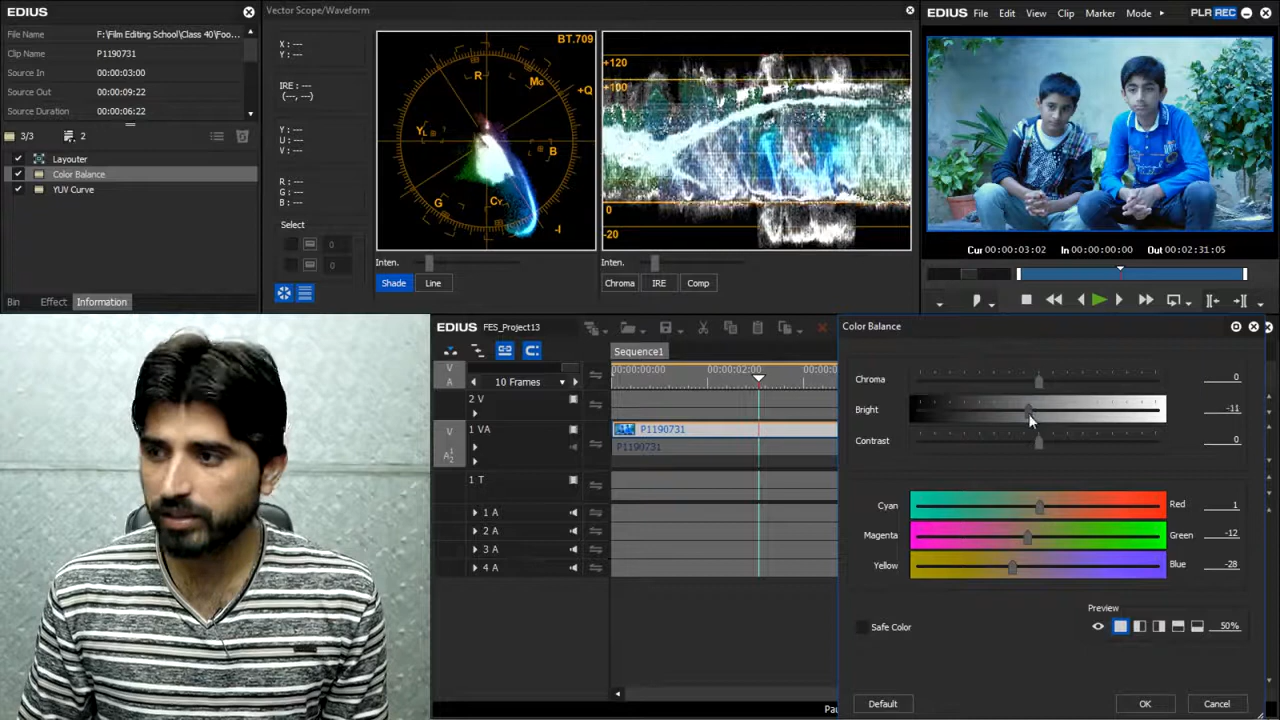 EDIUS
File Name F:\Film Editing School\Class 40\Foo...
Clip Name P1190731
Source In 00:00:03:00
Source Out 00:00:09:22
Source Duration 00:00:06:22
3/3 2
Layouter
Color Balance
YUV Curve
Bin Effect Information
Vector Scope/Waveform
X : ---
Y : ---
IRE : ---
(---, ---)
Y : ---
U : ---
V : ---
R : ---
G : ---
B : ---
Select
0
0
BT.709
R
MG
+Q
YL
B
G
CY
-I
Inten.
Shade Line
+120
+100
0
-20
Inten.
Chroma IRE Comp
EDIUS File Edit View Clip Marker Mode PLR REC
Cur 00:00:03:02 In 00:00:00:00 Out 00:02:31:05
EDIUS FES_Project13
Sequence1
V
A
10 Frames
00:00:00:00 00:00:02:00 00:00:0
2 V
V
A 1 2
1 VA
P1190731
P1190731
1 T
1 A
2 A
3 A
4 A
Pau
Color Balance
Chroma 0
Bright -11
Contrast 0
Cyan Red 1
Magenta Green -12
Yellow Blue -28
Preview
Safe Color
50%
Default OK Cancel